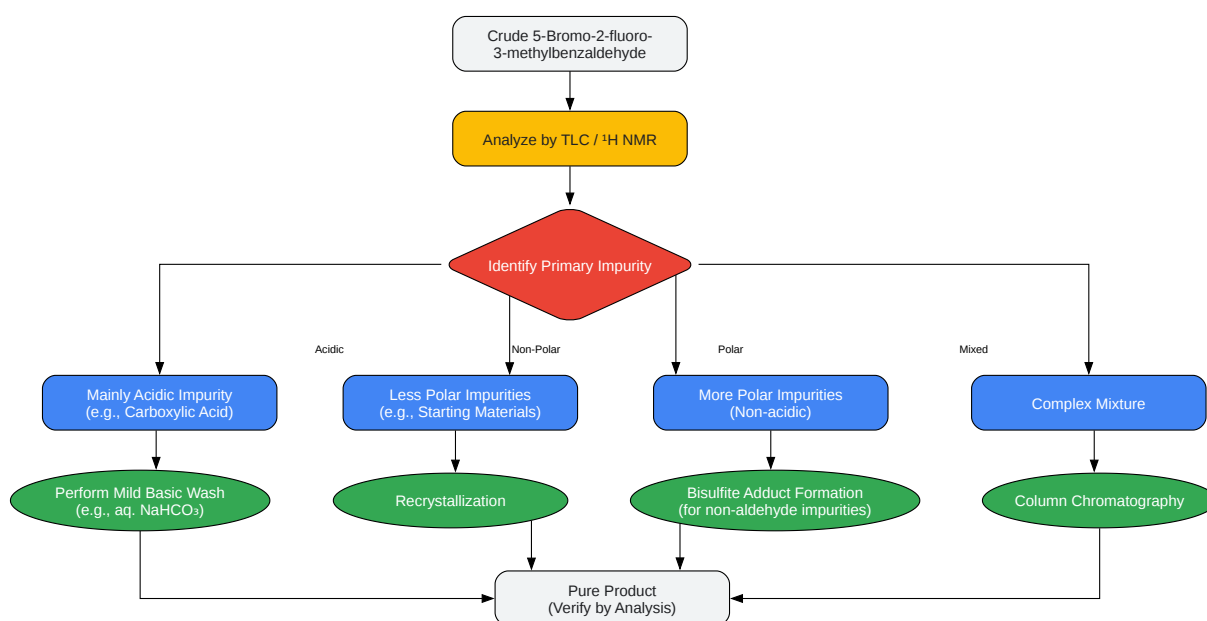 Crude 5-Bromo-2-fluoro-
3-methylbenzaldehyde
Analyze by TLC / ¹H NMR
Identify Primary Impurity
Acidic
Non-Polar
Polar
Mixed
Mainly Acidic Impurity
(e.g., Carboxylic Acid)
Less Polar Impurities
(e.g., Starting Materials)
More Polar Impurities
(Non-acidic)
Complex Mixture
Perform Mild Basic Wash
(e.g., aq. NaHCO₃)
Recrystallization
Bisulfite Adduct Formation
(for non-aldehyde impurities)
Column Chromatography
Pure Product
(Verify by Analysis)